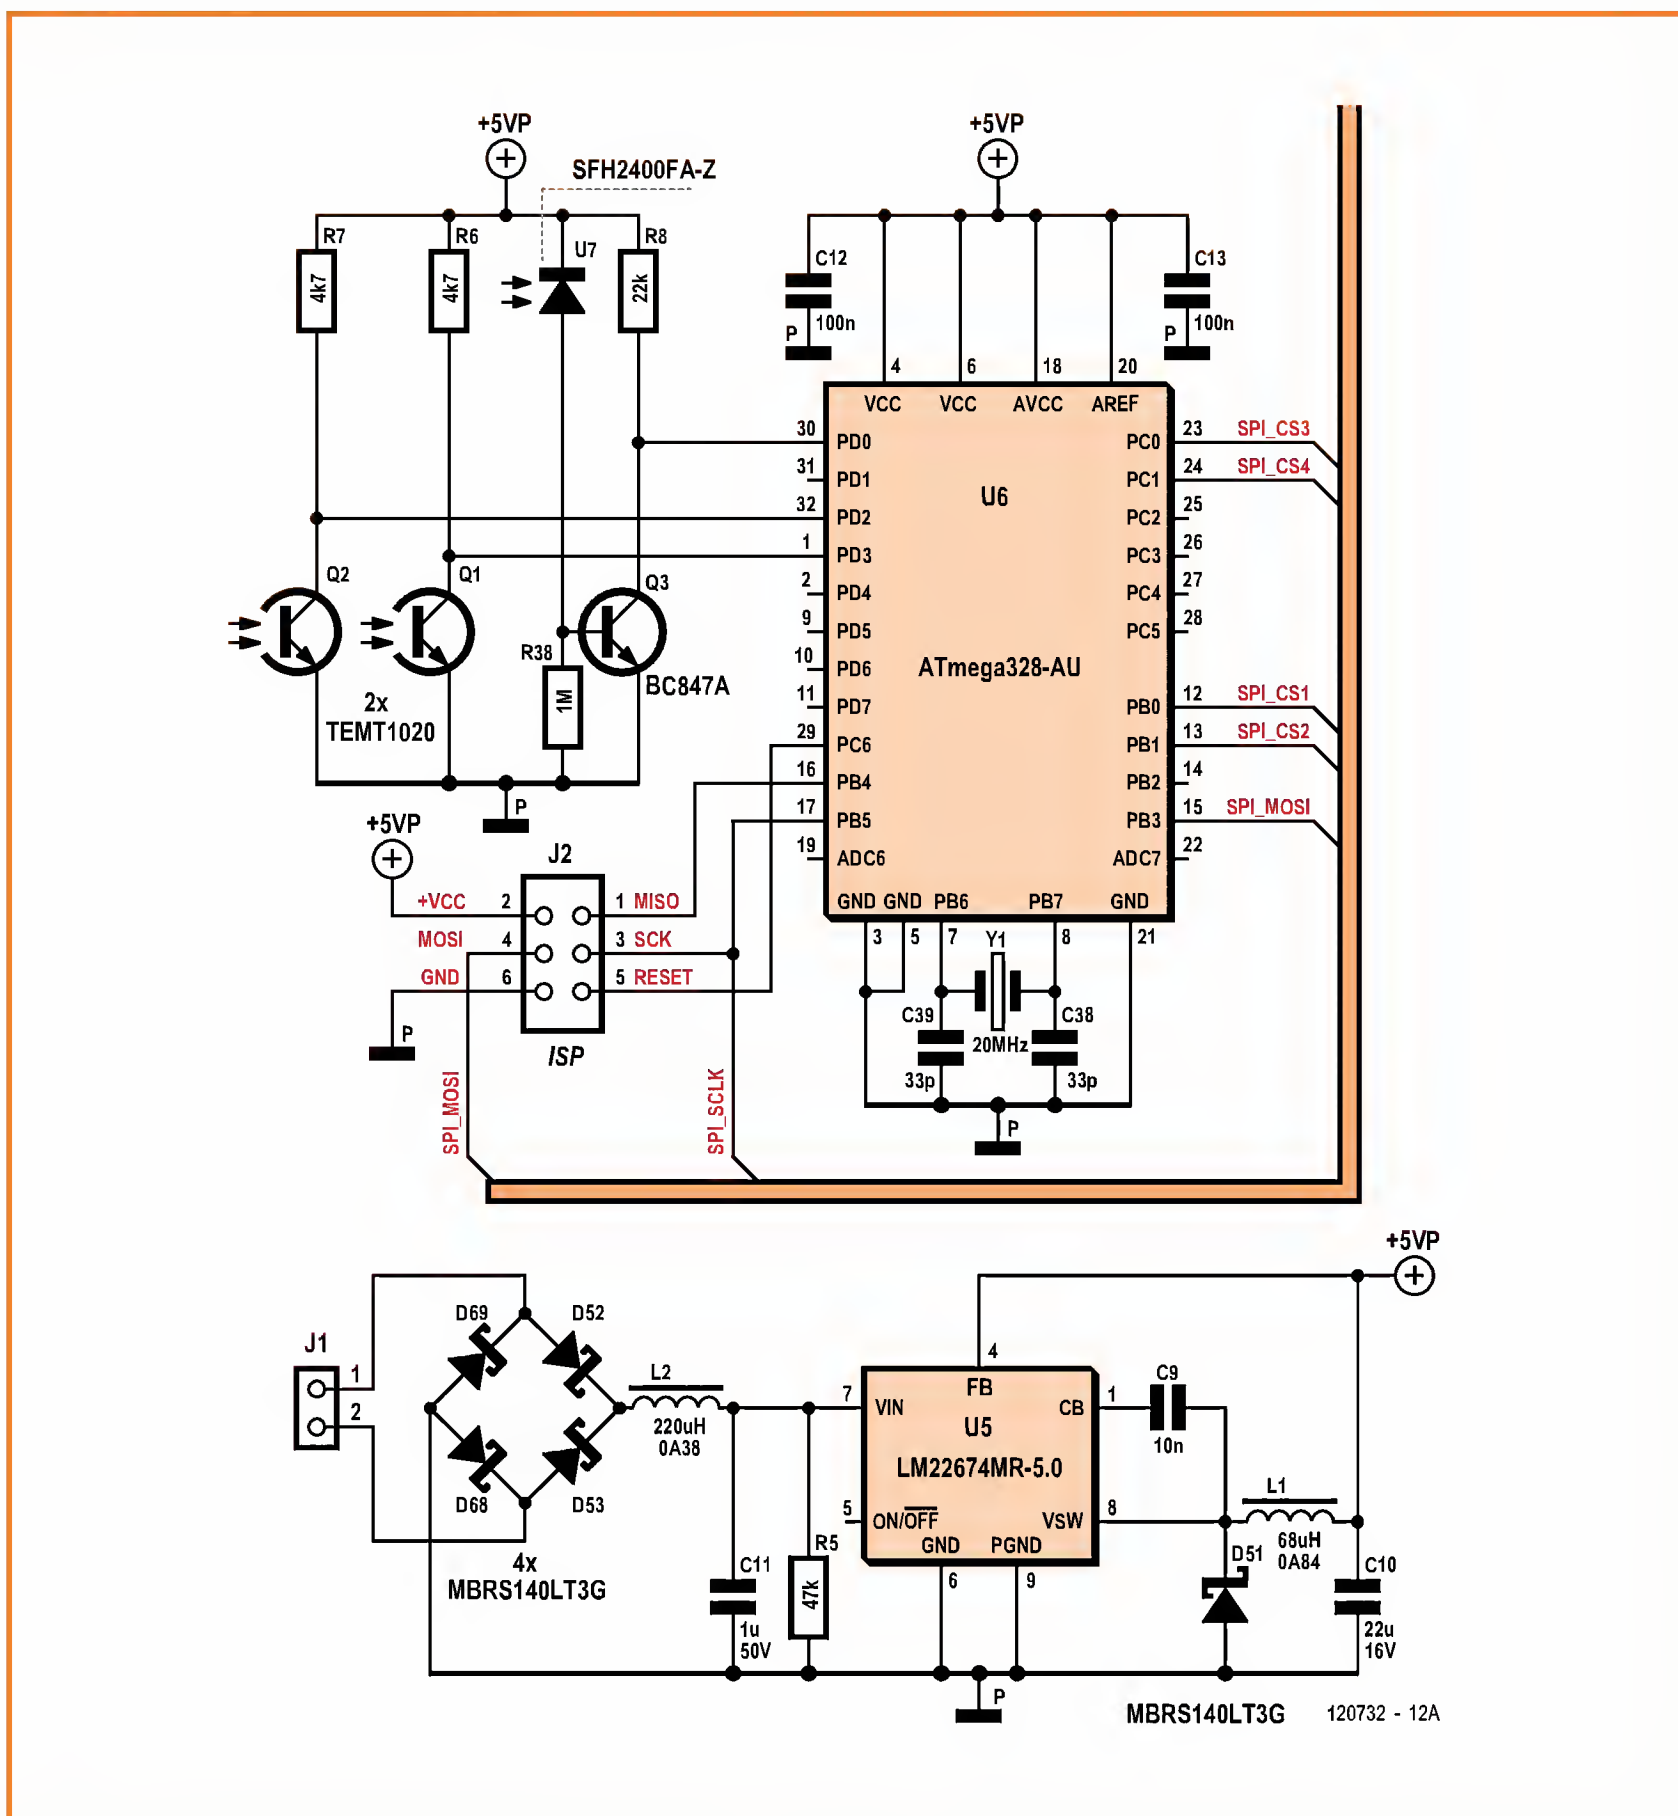 +5VP
+5VP
SFH2400FA-Z
R7
4k7
R6
4k7
U7
R8
22k
C12
P
100n
C13
P
100n
4
6
18
20
VCC
VCC
AVCC
AREF
30
PD0
31
PD1
32
PD2
1
PD3
2
PD4
9
PD5
10
PD6
11
PD7
29
PC6
16
PB4
17
PB5
19
ADC6
U6
ATmega328-AU
PC0
23
SPI_CS3
PC1
24
SPI_CS4
PC2
25
PC3
26
PC4
27
PC5
28
PB0
12
SPI_CS1
PB1
13
SPI_CS2
PB2
14
PB3
15
SPI_MOSI
ADC7
22
GND
GND
PB6
PB7
GND
3
5
7
Y1
8
21
C39
33p
20MHz
C38
33p
P
Q2
Q1
Q3
2x
TEMT1020
R38
1M
BC847A
P
+5VP
J2
+VCC
2
1
MISO
MOSI
4
3
SCK
GND
6
5
RESET
P
ISP
SPI_MOSI
SPI_SCLK
+5VP
J1
1
2
D69
D52
D68
D53
4x
MBRS140LT3G
L2
220uH
0A38
C11
1u
50V
R5
47k
7
VIN
4
FB
U5
LM22674MR-5.0
CB
1
5
ON/OFF
VSW
8
GND
PGND
6
9
C9
10n
L1
68uH
0A84
D51
C10
22u
16V
P
MBRS140LT3G
120732 - 12A